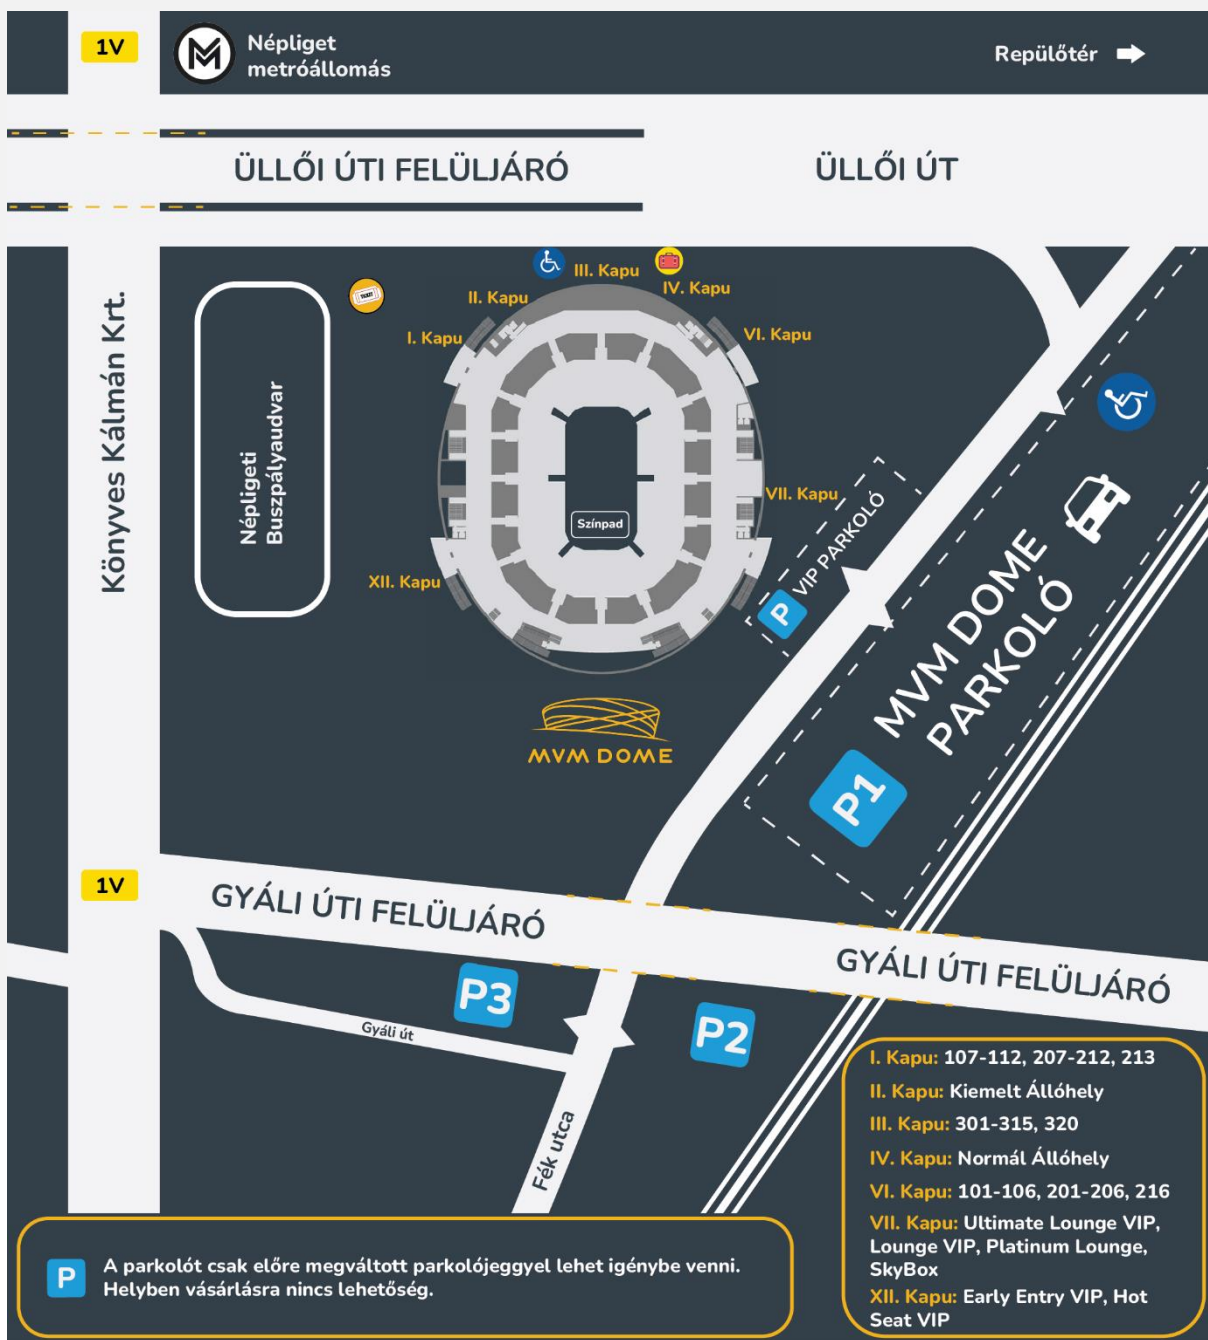 1V
Népliget
metróállomás
Repülőtér
ÜLLŐI ÚTI FELÜLJÁRÓ
ÜLLŐI ÚT
Könyves Kálmán Krt.
Népligeti
Buszpályaudvar
TICKET
III. Kapu
IV. Kapu
II. Kapu
I. Kapu
VI. Kapu
VII. Kapu
Színpad
XII. Kapu
P
VIP PARKOLÓ
MVM DOME
PARKOLÓ
P1
MVM DOME
1V
GYÁLI ÚTI FELÜLJÁRÓ
GYÁLI ÚTI FELÜLJÁRÓ
P3
P2
Gyáli út
Fék utca
I. Kapu: 107-112, 207-212, 213
II. Kapu: Kiemelt Állóhely
III. Kapu: 301-315, 320
IV. Kapu: Normál Állóhely
VI. Kapu: 101-106, 201-206, 216
VII. Kapu: Ultimate Lounge VIP,
Lounge VIP, Platinum Lounge,
SkyBox
XII. Kapu: Early Entry VIP, Hot
Seat VIP
P
A parkolót csak előre megváltott parkolójeggyel lehet igénybe venni.
Helyben vásárlásra nincs lehetőség.